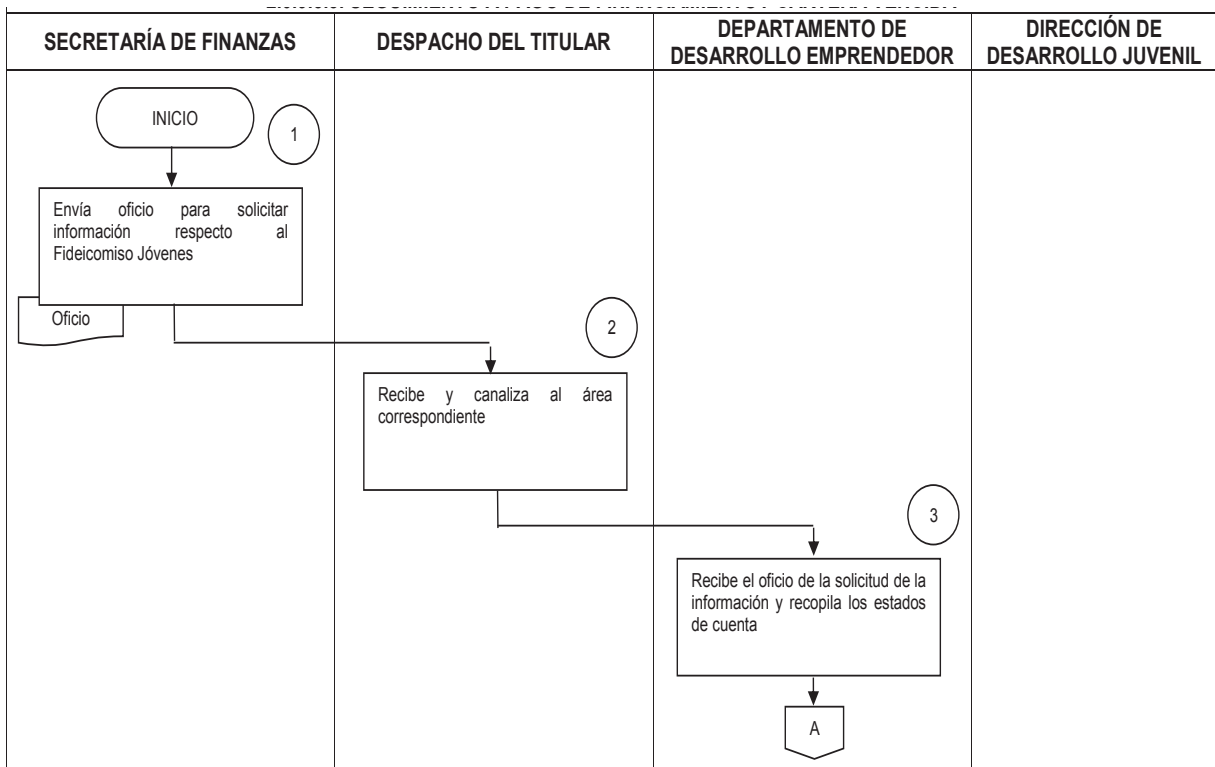 SECRETARÍA DE FINANZAS
DESPACHO DEL TITULAR
DEPARTAMENTO DE
DESARROLLO EMPRENDEDOR
DIRECCIÓN DE
DESARROLLO JUVENIL
INICIO
1
Envía oficio para solicitar
información respecto al
Fideicomiso Jóvenes
Oficio
2
Recibe y canaliza al área
correspondiente
3
Recibe el oficio de la solicitud de la
información y recopila los estados
de cuenta
A